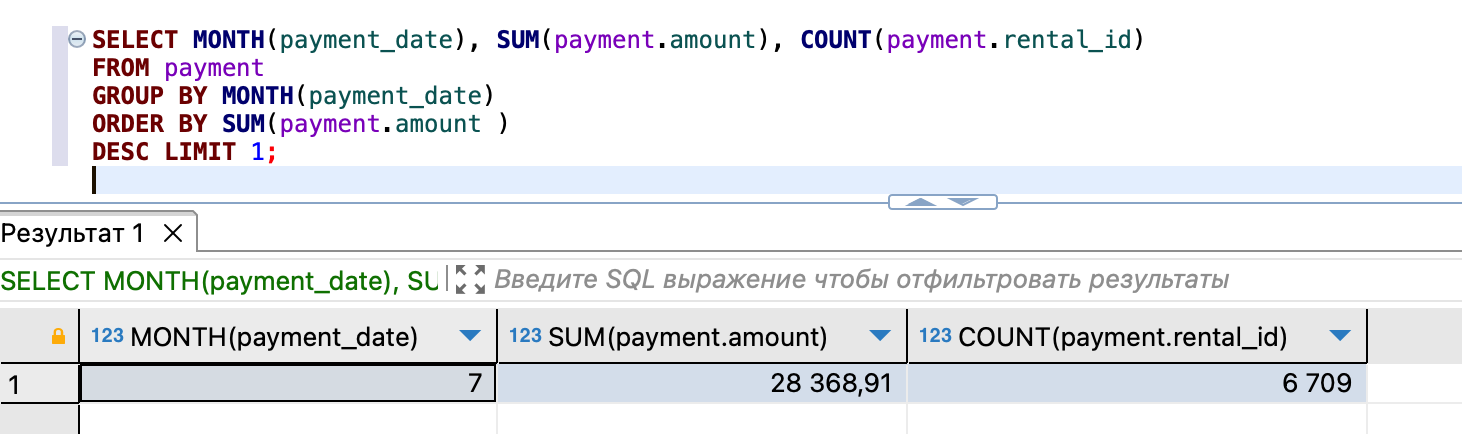 SELECT MONTH(payment_date), SUM(payment.amount), COUNT(payment.rental_id)
FROM payment
GROUP BY MONTH(payment_date)
ORDER BY SUM(payment.amount )
DESC LIMIT 1;
Результат 1
SELECT MONTH(payment_date), SU Введите SQL выражение чтобы отфильтровать результаты
123 MONTH(payment_date) 123 SUM(payment.amount) 123 COUNT(payment.rental_id)
1 7 28 368,91 6 709